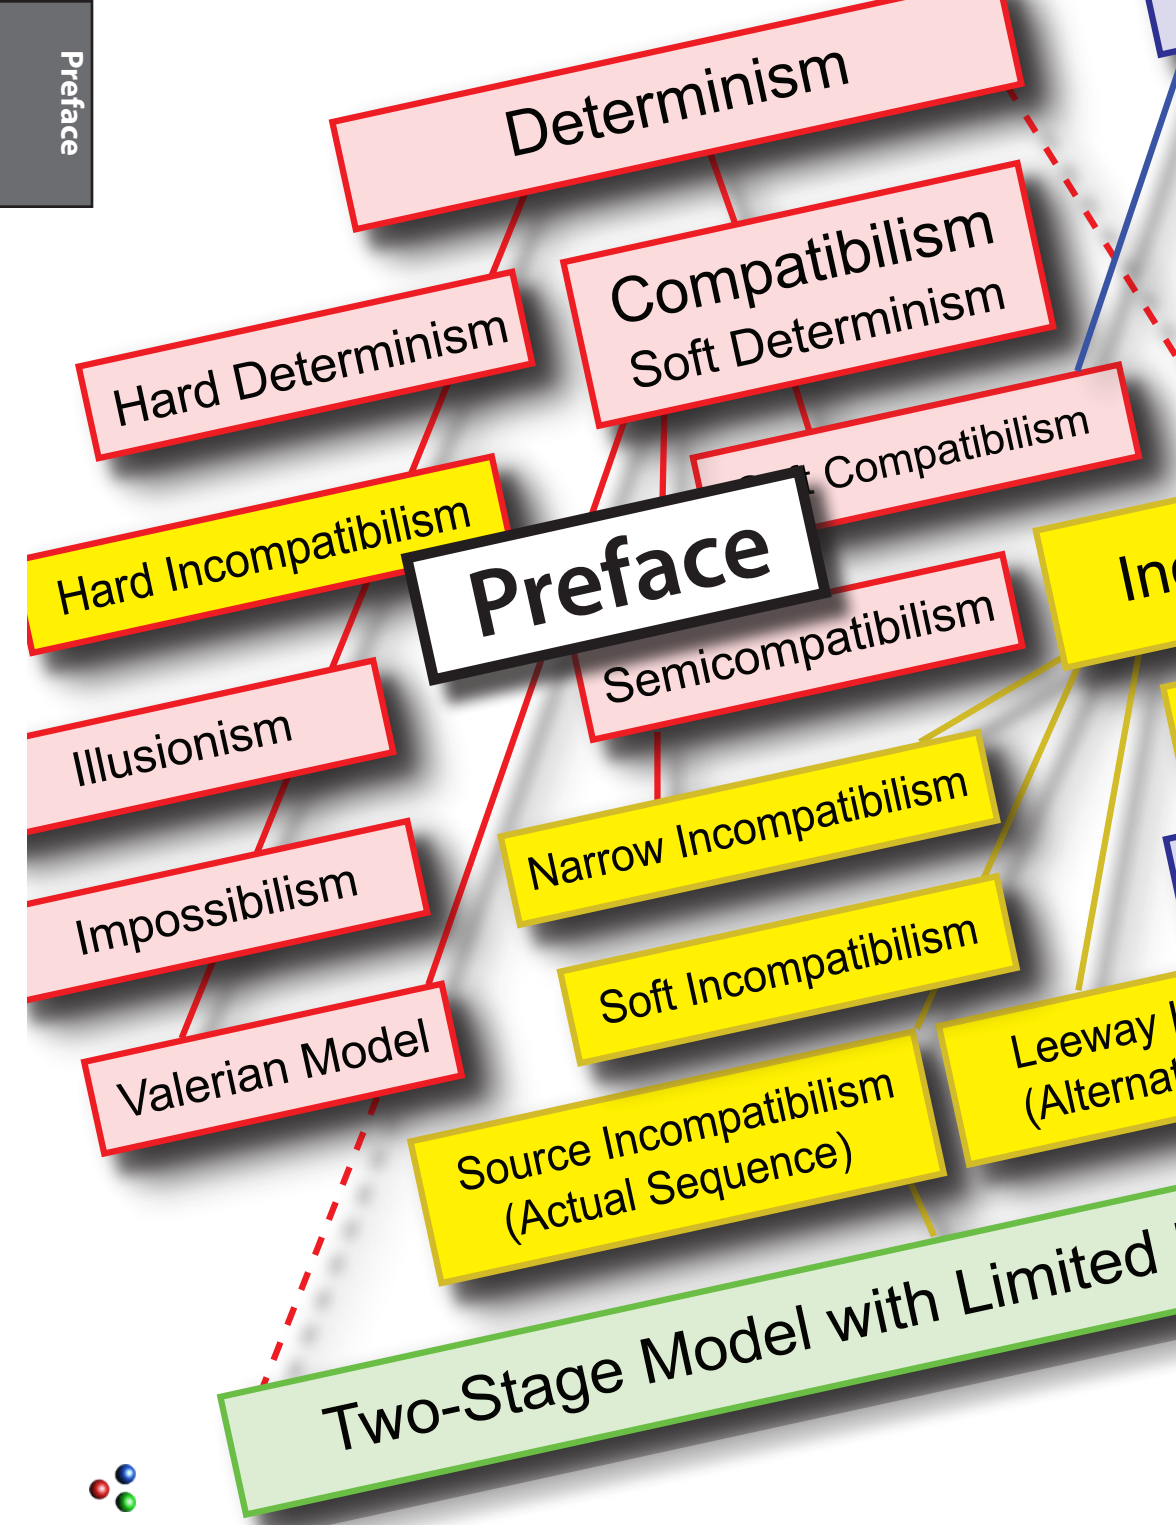 Preface
Determinism
Compatibilism
Soft Determinism
Hard Determinism
Compatibilism
Hard Incompatibilism
Preface
Semicompatibilism
Illusionism
Narrow Incompatibilism
Impossibilism
Soft Incompatibilism
Valerian Model
Leeway
Source Incompatibilism
(Actual Sequence)
Two-Stage Model with Limited